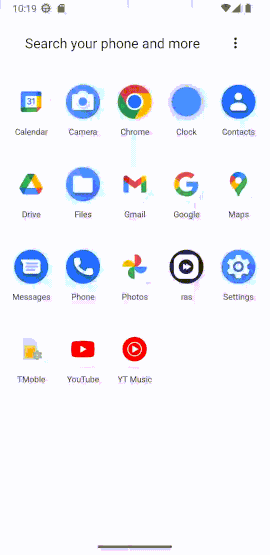 10:19
Search your phone and more
31
Calendar Camera Chrome Clock Contacts
Drive Files Gmail Google Maps
Messages Phone Photos ras Settings
TMoble YouTube YT Music